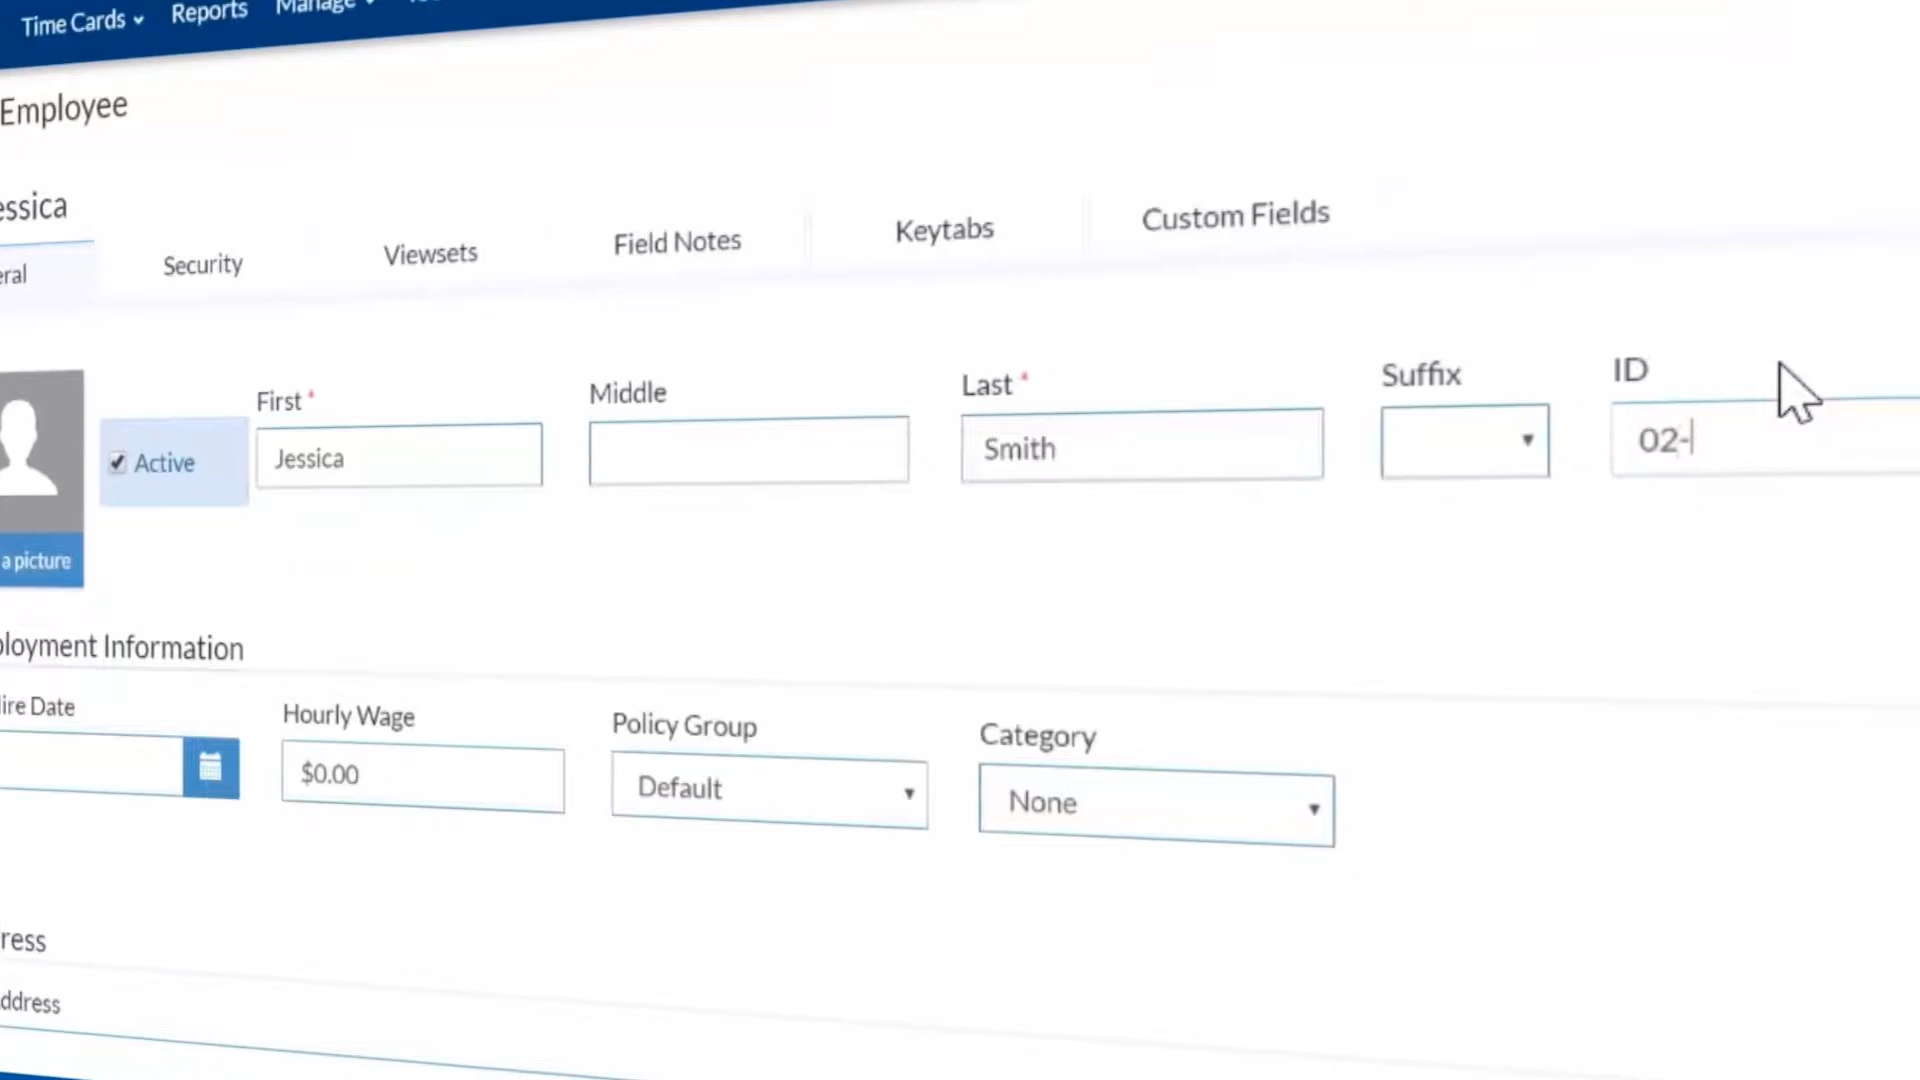 Time Cards Reports Manage
Employee
essica
eral Security Viewsets Field Notes Keytabs Custom Fields
First * Middle Last * Suffix ID
Active Jessica Smith 02-
a picture
ployment Information
ire Date Hourly Wage Policy Group Category
$0.00 Default None
ress
ddress